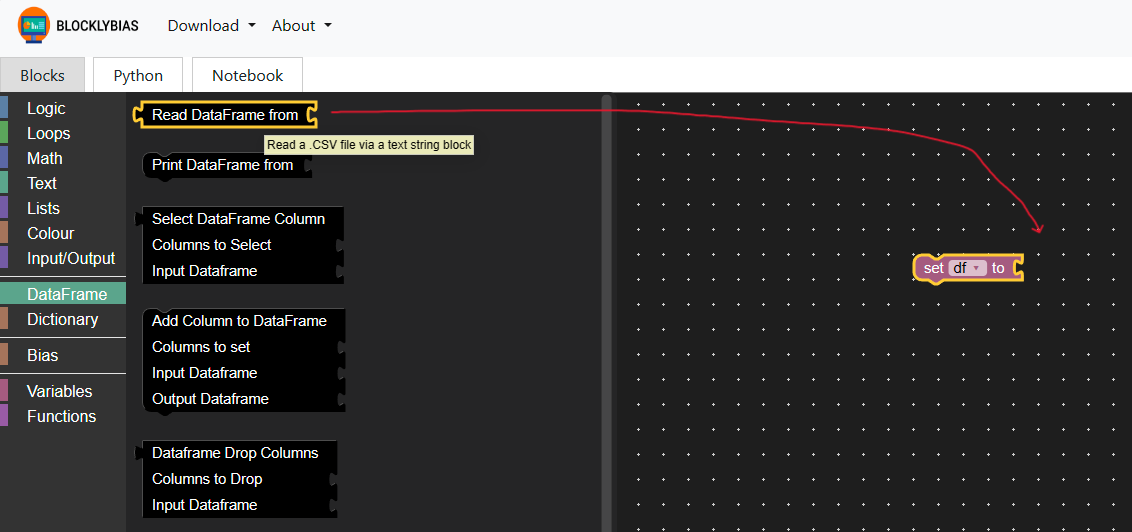 BLOCKLYBIAS Download About
Blocks Python Notebook
Logic
Loops
Math
Text
Lists
Colour
Input/Output
DataFrame
Dictionary
Bias
Variables
Functions
Read DataFrame from
Read a .CSV file via a text string block
Print DataFrame from
Select DataFrame Column
Columns to Select
Input Dataframe
Add Column to DataFrame
Columns to set
Input Dataframe
Output Dataframe
Dataframe Drop Columns
Columns to Drop
Input Dataframe
set df to